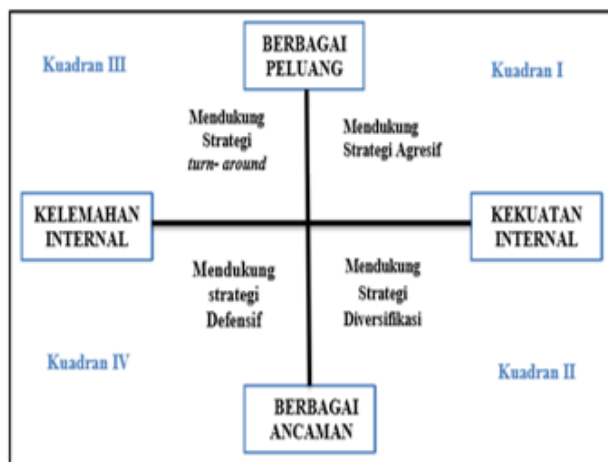 BERBAGAI
PELUANG
Kuadran III
Kuadran I
Mendukung
Strategi
turn- around
Mendukung
Strategi Agresif
KELEMAHAN
INTERNAL
KEKUATAN
INTERNAL
Mendukung
strategi
Defensif
Mendukung
Strategi
Diversifikasi
Kuadran IV
Kuadran II
BERBAGAI
ANCAMAN